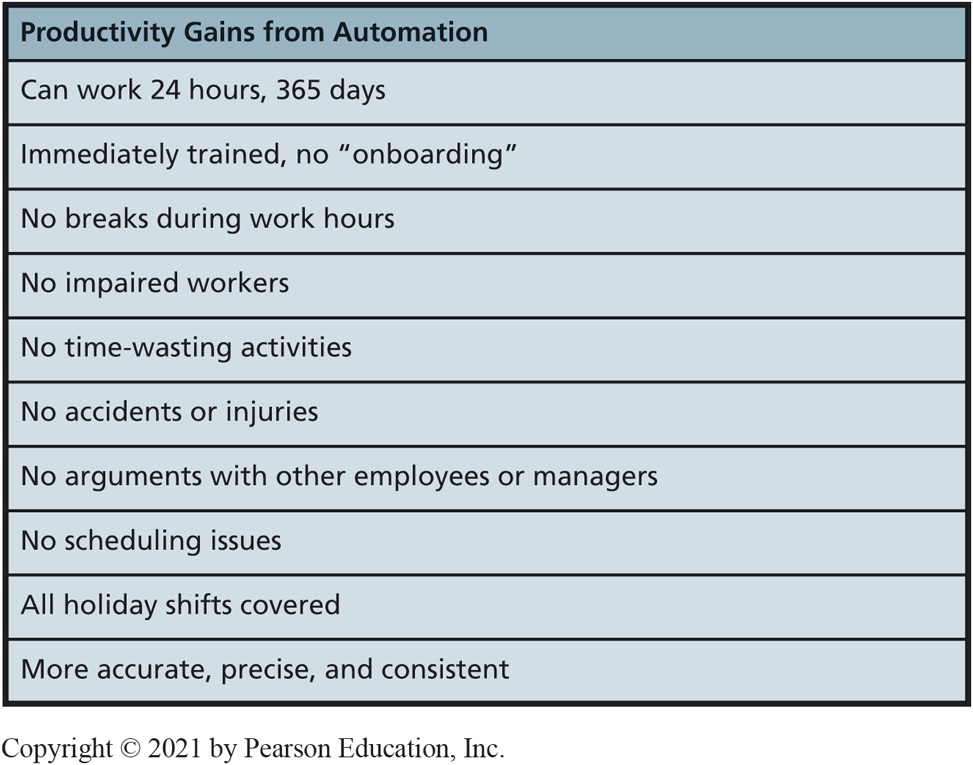 Productivity Gains from Automation
Can work 24 hours, 365 days
Immediately trained, no “onboarding”
No breaks during work hours
No impaired workers
No time-wasting activities
No accidents or injuries
No arguments with other employees or managers
No scheduling issues
All holiday shifts covered
More accurate, precise, and consistent
Copyright © 2021 by Pearson Education, Inc.